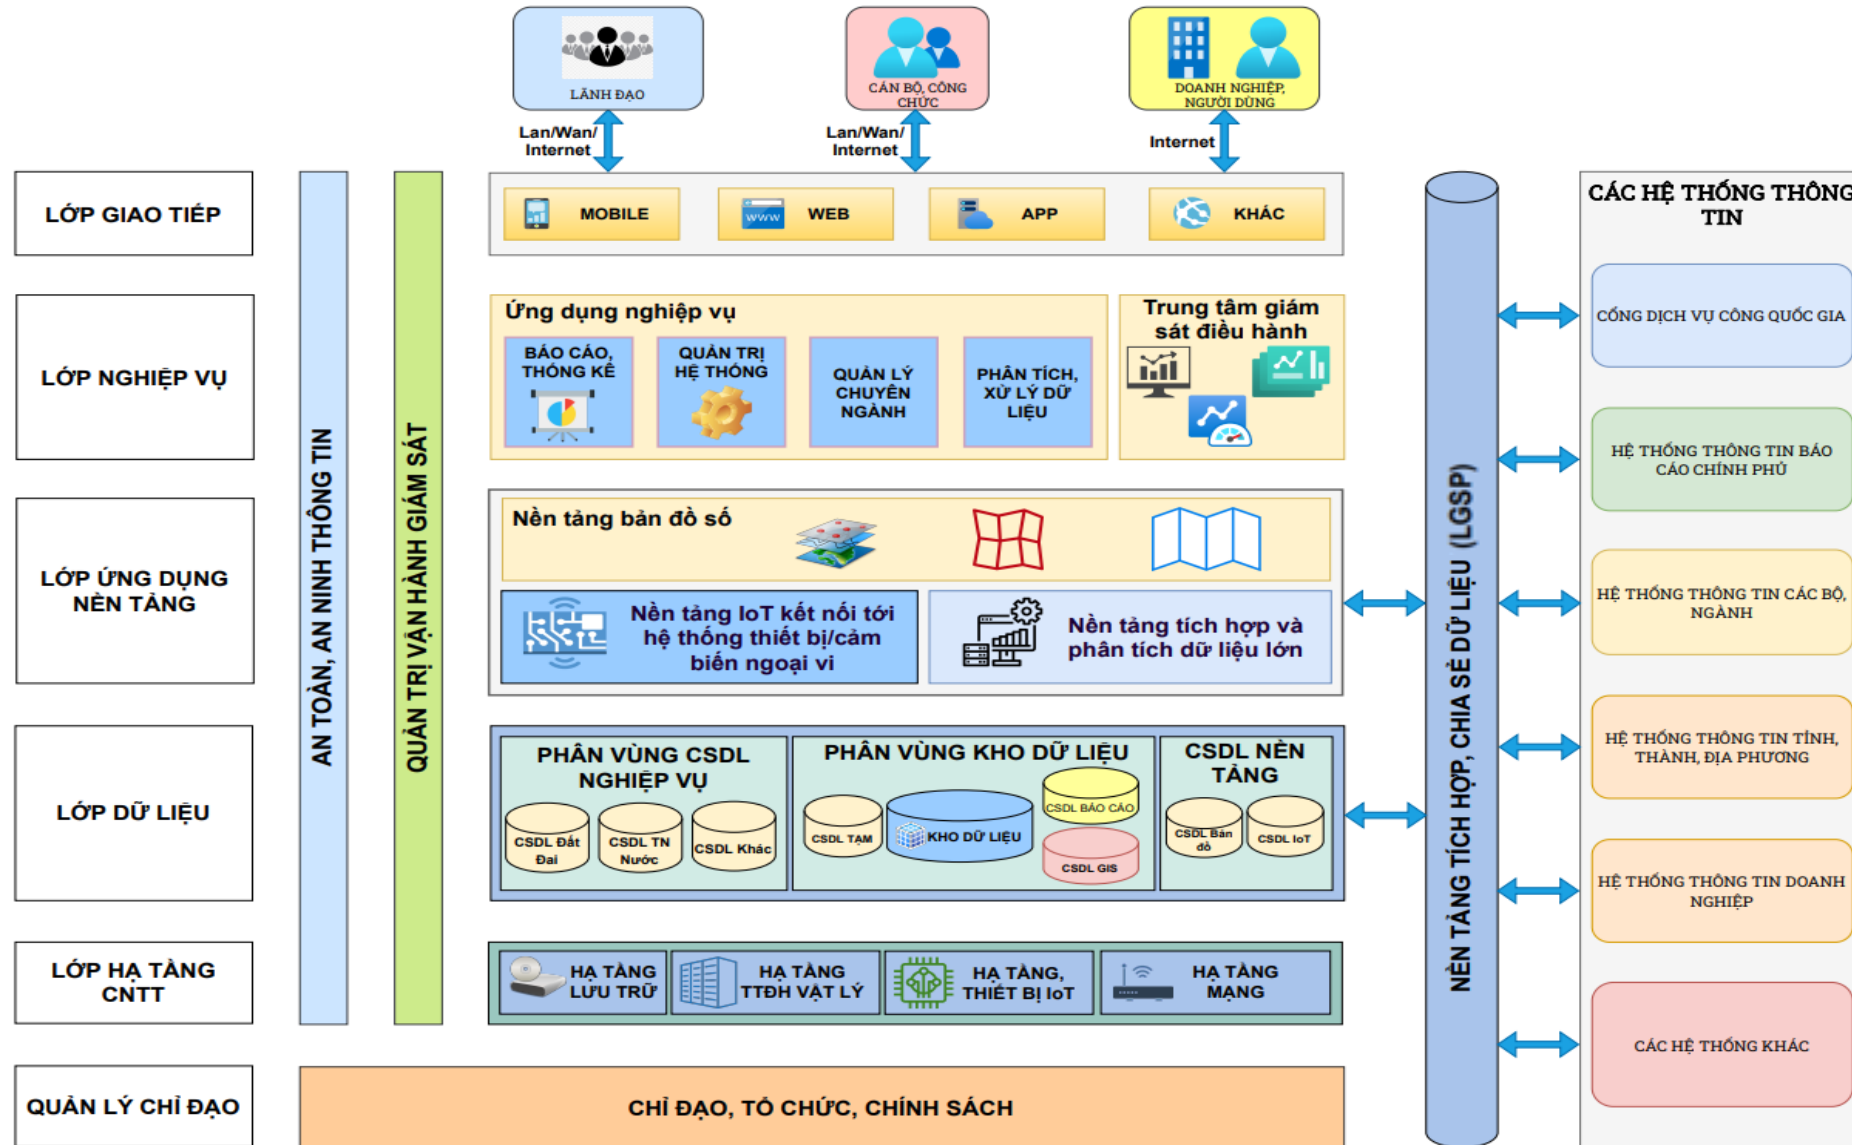 LÃNH ĐẠO
CÁN BỘ, CÔNG
CHỨC
DOANH NGHIỆP,
NGƯỜI DÙNG
Lan/Wan/
Internet
Lan/Wan/
Internet
Internet
LỚP GIAO TIẾP
MOBILE
WWW
WEB
APP
KHÁC
LỚP NGHIỆP VỤ
Ứng dụng nghiệp vụ
BÁO CÁO,
THỐNG KÊ
QUẢN TRỊ
HỆ THỐNG
QUẢN LÝ
CHUYÊN
NGÀNH
PHÂN TÍCH,
XỬ LÝ DỮ
LIỆU
Trung tâm giám
sát điều hành
LỚP ỨNG DỤNG
NỀN TẢNG
Nền tảng bản đồ số
Nền tảng IoT kết nối tới
hệ thống thiết bị/cảm
biến ngoại vi
Nền tảng tích hợp và
phân tích dữ liệu lớn
LỚP DỮ LIỆU
PHÂN VÙNG CSDL
NGHIỆP VỤ
CSDL Đất
Đai
CSDL TN
Nước
CSDL Khác
PHÂN VÙNG KHO DỮ LIỆU
CSDL TẠM
KHO DỮ LIỆU
CSDL BÁO CÁO
CSDL GIS
CSDL NỀN
TẢNG
CSDL Bản
đồ
CSDL IoT
LỚP HẠ TẦNG
CNTT
HẠ TẦNG
LƯU TRỮ
HẠ TẦNG
TTĐH VẬT LÝ
HẠ TẦNG,
THIẾT BỊ IoT
HẠ TẦNG
MẠNG
QUẢN LÝ CHỈ ĐẠO
CHỈ ĐẠO, TỔ CHỨC, CHÍNH SÁCH
AN TOÀN, AN NINH THÔNG TIN
QUẢN TRỊ VẬN HÀNH GIÁM SÁT
NỀN TẢNG TÍCH HỢP, CHIA SẺ DỮ LIỆU (LGSP)
CÁC HỆ THỐNG THÔNG
TIN
CỔNG DỊCH VỤ CÔNG QUỐC GIA
HỆ THỐNG THÔNG TIN BÁO
CÁO CHÍNH PHỦ
HỆ THỐNG THÔNG TIN CÁC BỘ,
NGÀNH
HỆ THỐNG THÔNG TIN TỈNH,
THÀNH, ĐỊA PHƯƠNG
HỆ THỐNG THÔNG TIN DOANH
NGHIỆP
CÁC HỆ THỐNG KHÁC